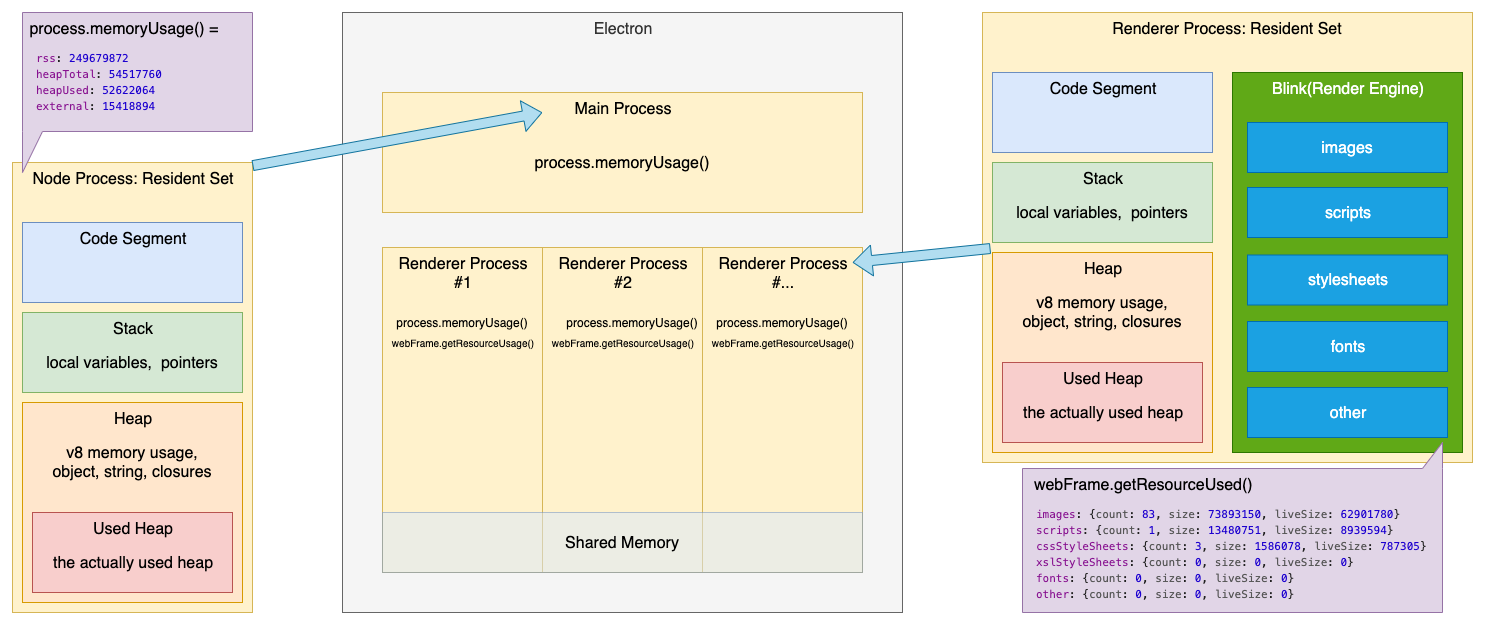 process.memoryUsage() =
rss: 249679872
heapTotal: 54517760
heapUsed: 52622064
external: 15418894
Node Process: Resident Set
Code Segment
Stack
local variables,  pointers
Heap
v8 memory usage,
object, string, closures
Used Heap
the actually used heap
Electron
Main Process
process.memoryUsage()
Renderer Process
#1
process.memoryUsage()
webFrame.getResourceUsage()
Renderer Process
#2
process.memoryUsage()
webFrame.getResourceUsage()
Renderer Process
#...
process.memoryUsage()
webFrame.getResourceUsage()
Shared Memory
Renderer Process: Resident Set
Code Segment
Stack
local variables,  pointers
Heap
v8 memory usage,
object, string, closures
Used Heap
the actually used heap
Blink(Render Engine)
images
scripts
stylesheets
fonts
other
webFrame.getResourceUsed()
images: {count: 83, size: 73893150, liveSize: 62901780}
scripts: {count: 1, size: 13480751, liveSize: 8939594}
cssStyleSheets: {count: 3, size: 1586078, liveSize: 787305}
xslStyleSheets: {count: 0, size: 0, liveSize: 0}
fonts: {count: 0, size: 0, liveSize: 0}
other: {count: 0, size: 0, liveSize: 0}